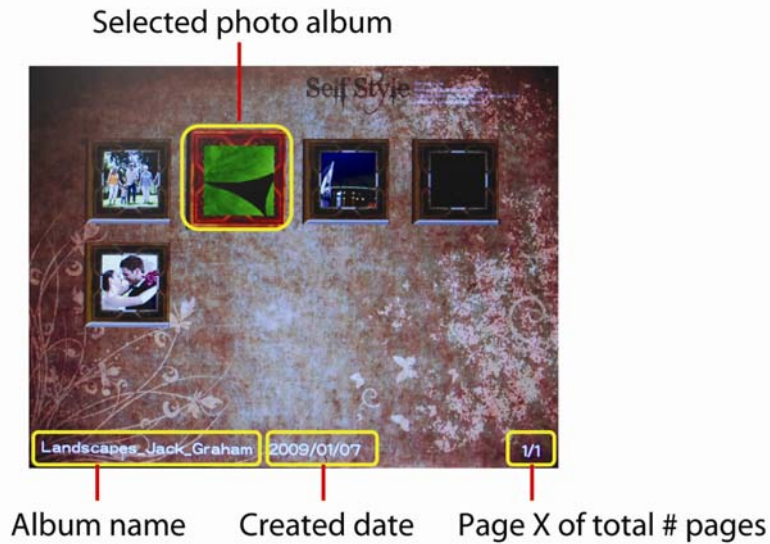 Selected photo album
Self Style
Landscapes_Jack_Graham
2009/01/07
1/1
Album name
Created date
Page X of total # pages